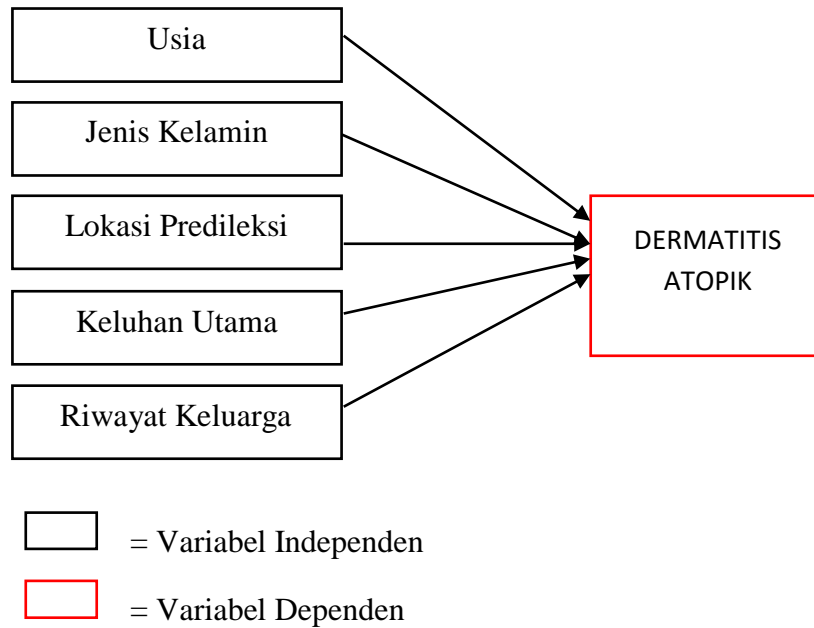 Usia
Jenis Kelamin
Lokasi Predileksi
Keluhan Utama
Riwayat Keluarga
DERMATITIS
ATOPIK
= Variabel Independen
= Variabel Dependen